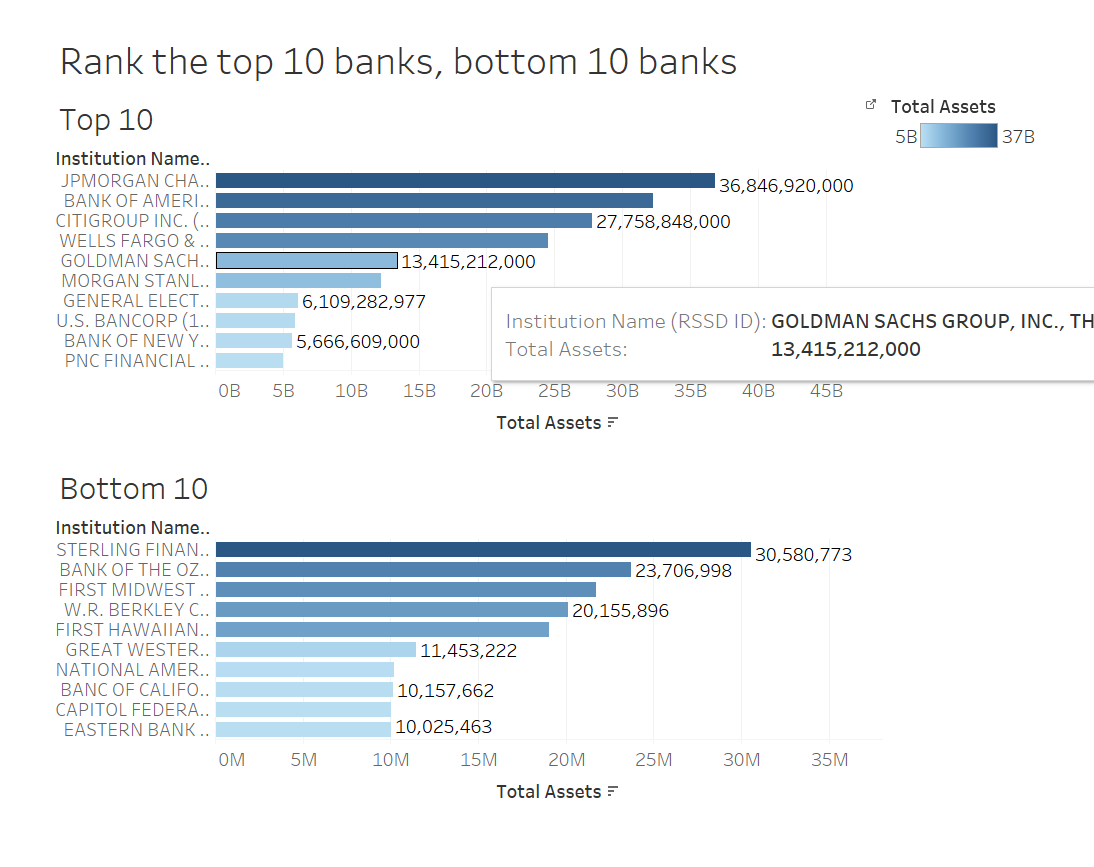 Rank the top 10 banks, bottom 10 banks
Total Assets
5B 37B
Top 10
Institution Name..
JPMORGAN CHA.. 36,846,920,000
BANK OF AMERI..
CITIGROUP INC. (.. 27,758,848,000
WELLS FARGO & ..
GOLDMAN SACH.. 13,415,212,000
MORGAN STANL..
GENERAL ELECT.. 6,109,282,977
U.S. BANCORP (1..
BANK OF NEW Y.. 5,666,609,000
PNC FINANCIAL ..
Institution Name (RSSD ID): GOLDMAN SACHS GROUP, INC., TH
Total Assets: 13,415,212,000
0B 5B 10B 15B 20B 25B 30B 35B 40B 45B
Total Assets
Bottom 10
Institution Name..
STERLING FINAN.. 30,580,773
BANK OF THE OZ.. 23,706,998
FIRST MIDWEST ..
W.R. BERKLEY C.. 20,155,896
FIRST HAWAIIAN..
GREAT WESTER.. 11,453,222
NATIONAL AMER..
BANC OF CALIFO.. 10,157,662
CAPITOL FEDERA..
EASTERN BANK .. 10,025,463
0M 5M 10M 15M 20M 25M 30M 35M
Total Assets